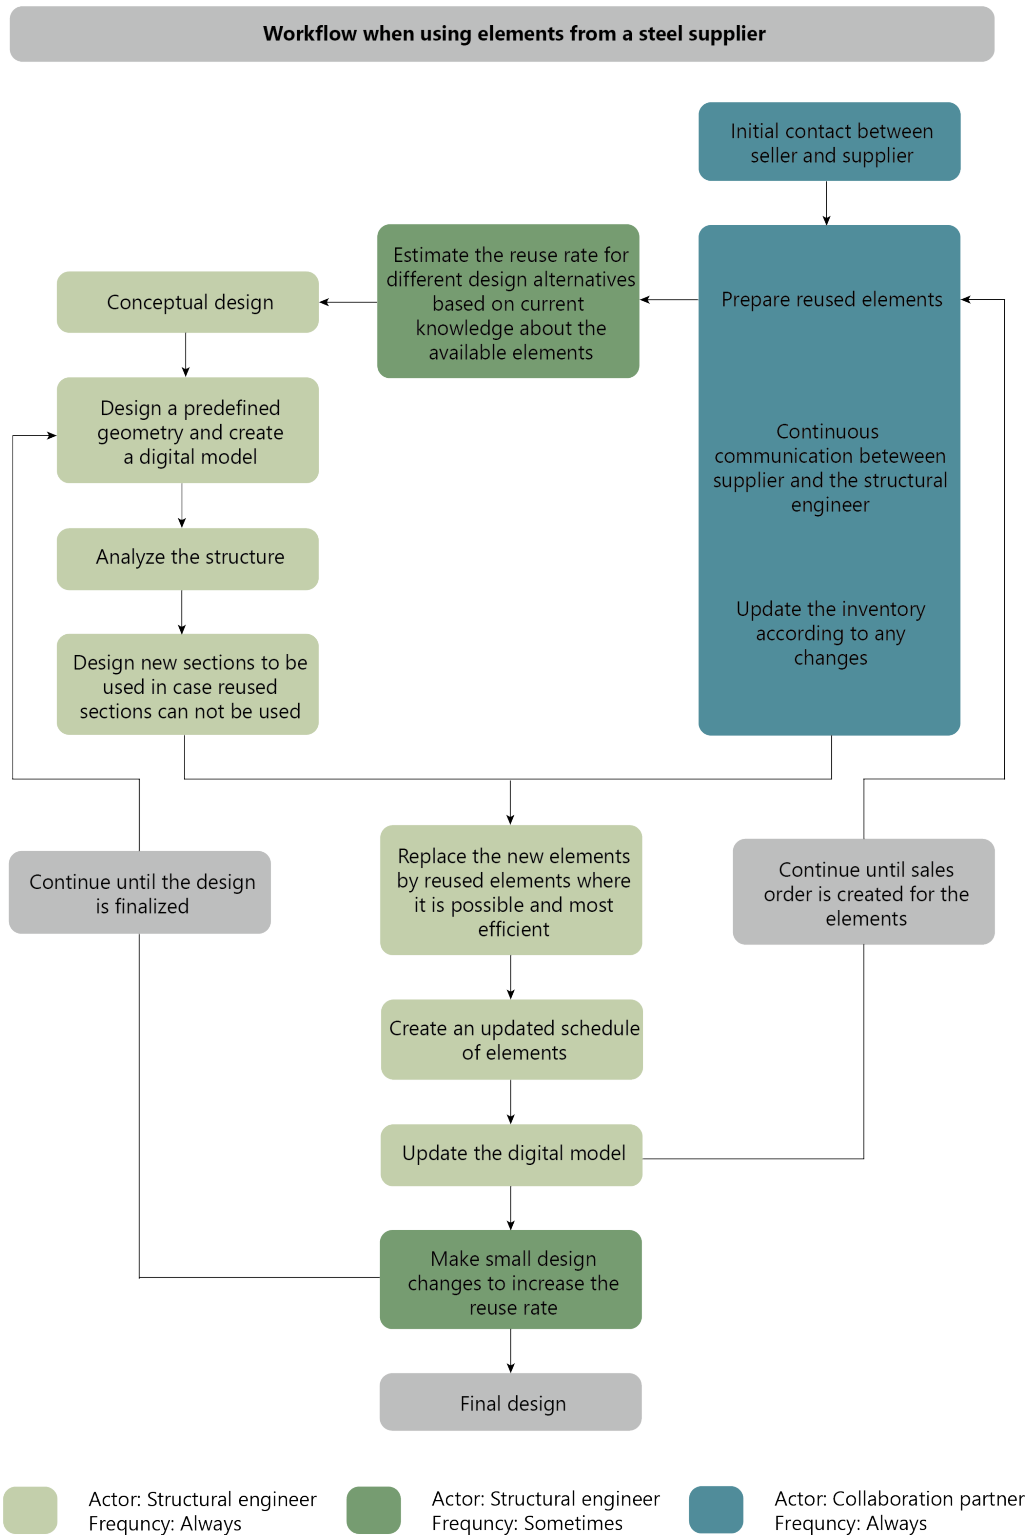 Workflow when using elements from a steel supplier
Initial contact between
seller and supplier
Estimate the reuse rate for
different design alternatives
based on current
knowledge about the
available elements
Conceptual design
Prepare reused elements
Design a predefined
geometry and create
a digital model
Continuous
communication beteween
supplier and the structural
engineer
Analyze the structure
Update the inventory
according to any
changes
Design new sections to be
used in case reused
sections can not be used
Replace the new elements
by reused elements where
it is possible and most
efficient
Continue until the design
is finalized
Continue until sales
order is created for the
elements
Create an updated schedule
of elements
Update the digital model
Make small design
changes to increase the
reuse rate
Final design
Actor: Structural engineer
Frequncy: Always
Actor: Structural engineer
Frequncy: Sometimes
Actor: Collaboration partner
Frequncy: Always